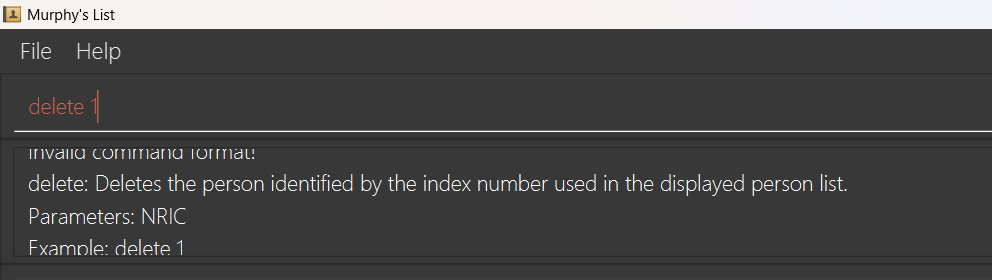 Murphy's List
File Help
delete 1
Invalid command format!
delete: Deletes the person identified by the index number used in the displayed person list.
Parameters: NRIC
Example: delete 1